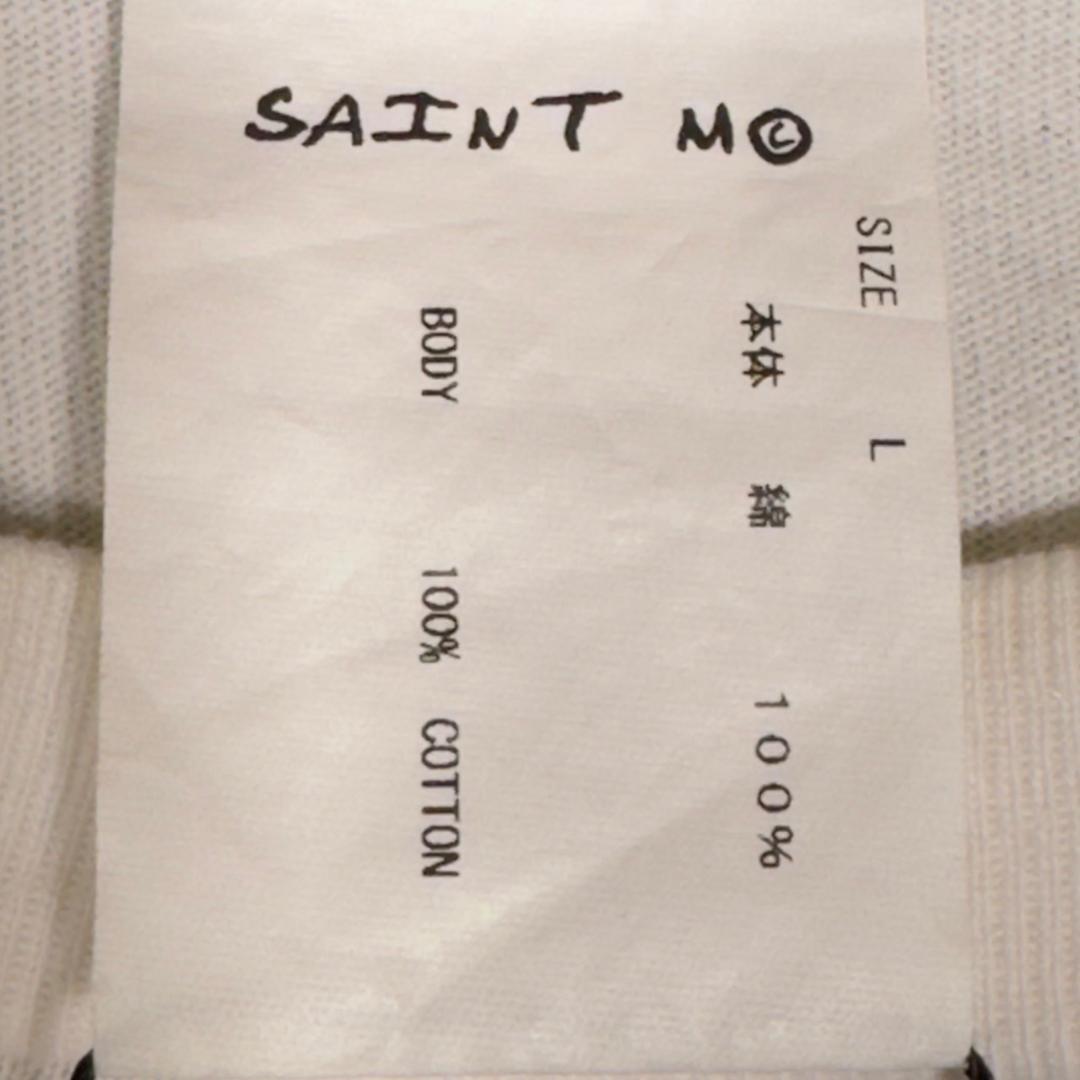 SAINT M©
SIZE L
本体 綿 100%
BODY 100% COTTON